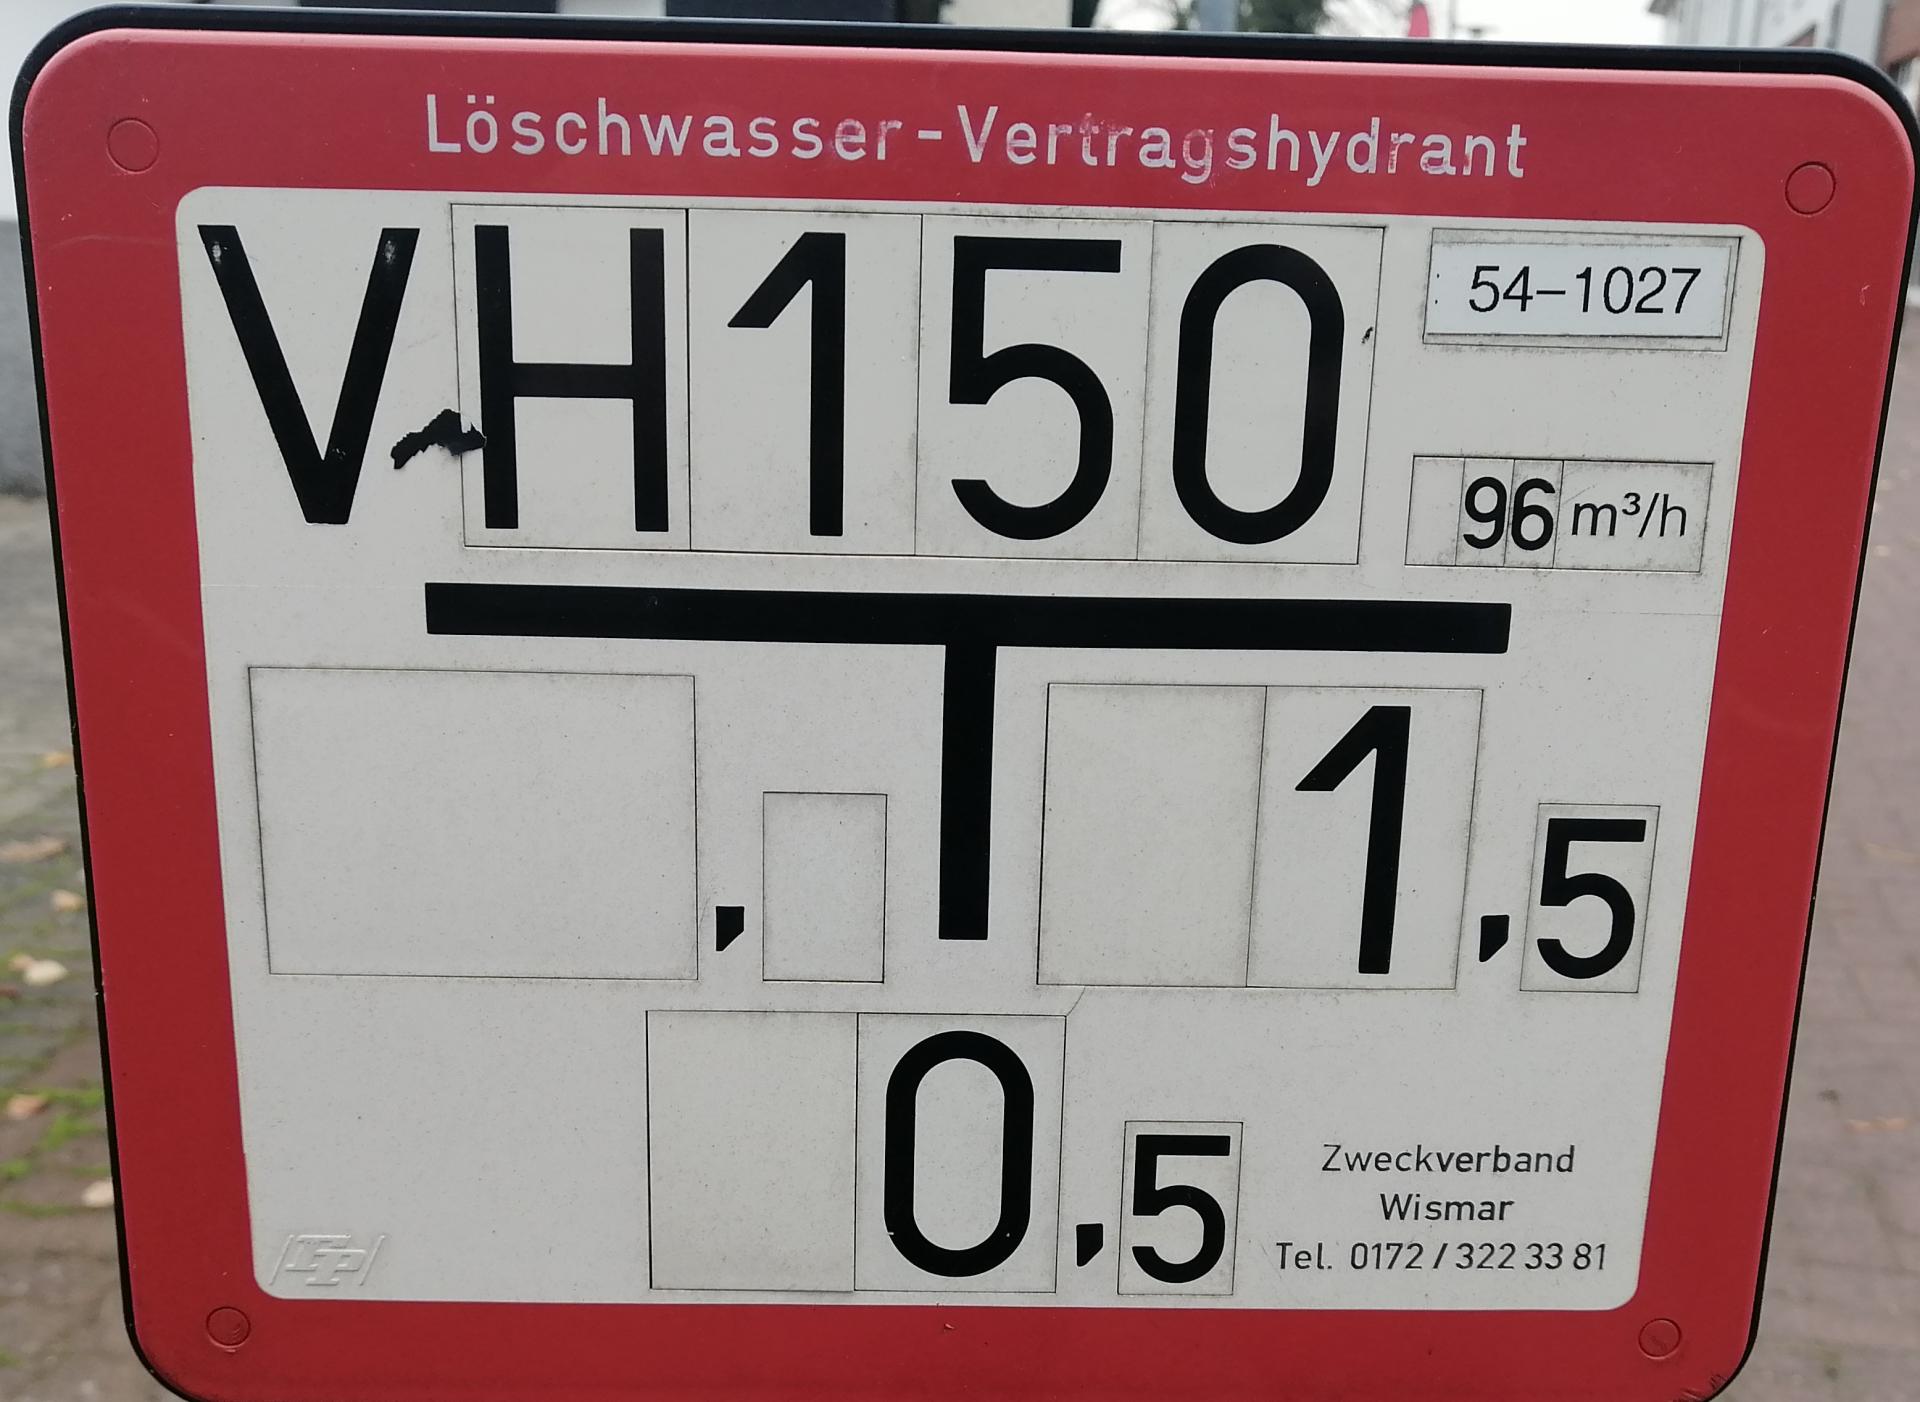 Löschwasser-Vertragshydrant
VH150
54-1027
96 m³/h
, 1,5
0,5
Zweckverband
Wismar
Tel. 0172/322 33 81